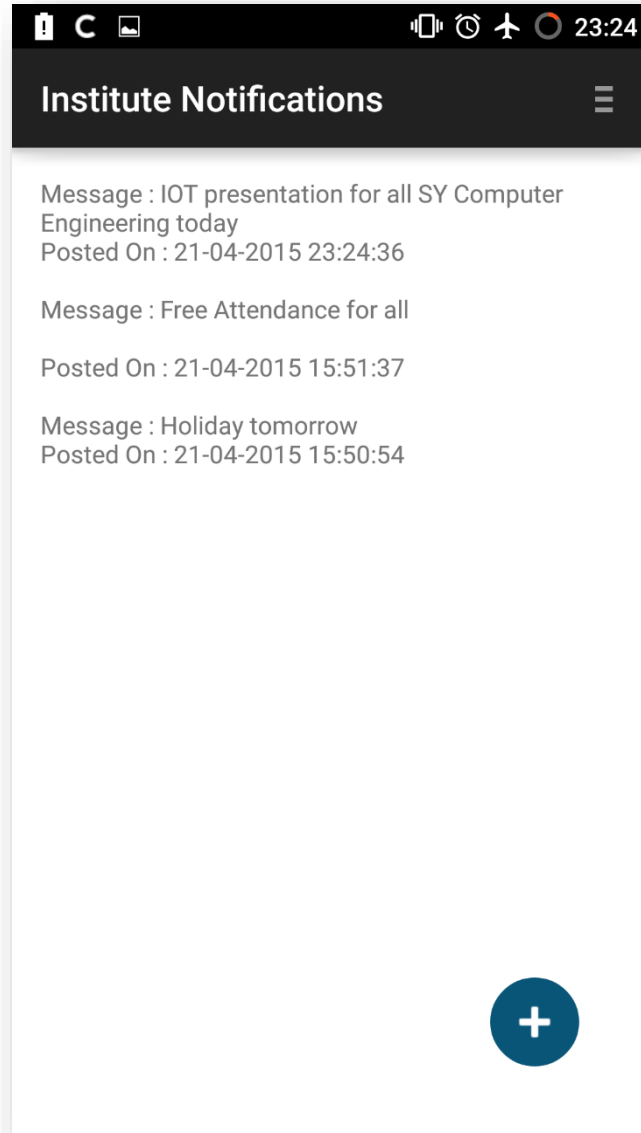 C
23:24
Institute Notifications
Message : IOT presentation for all SY Computer
Engineering today
Posted On : 21-04-2015 23:24:36
Message : Free Attendance for all
Posted On : 21-04-2015 15:51:37
Message : Holiday tomorrow
Posted On : 21-04-2015 15:50:54